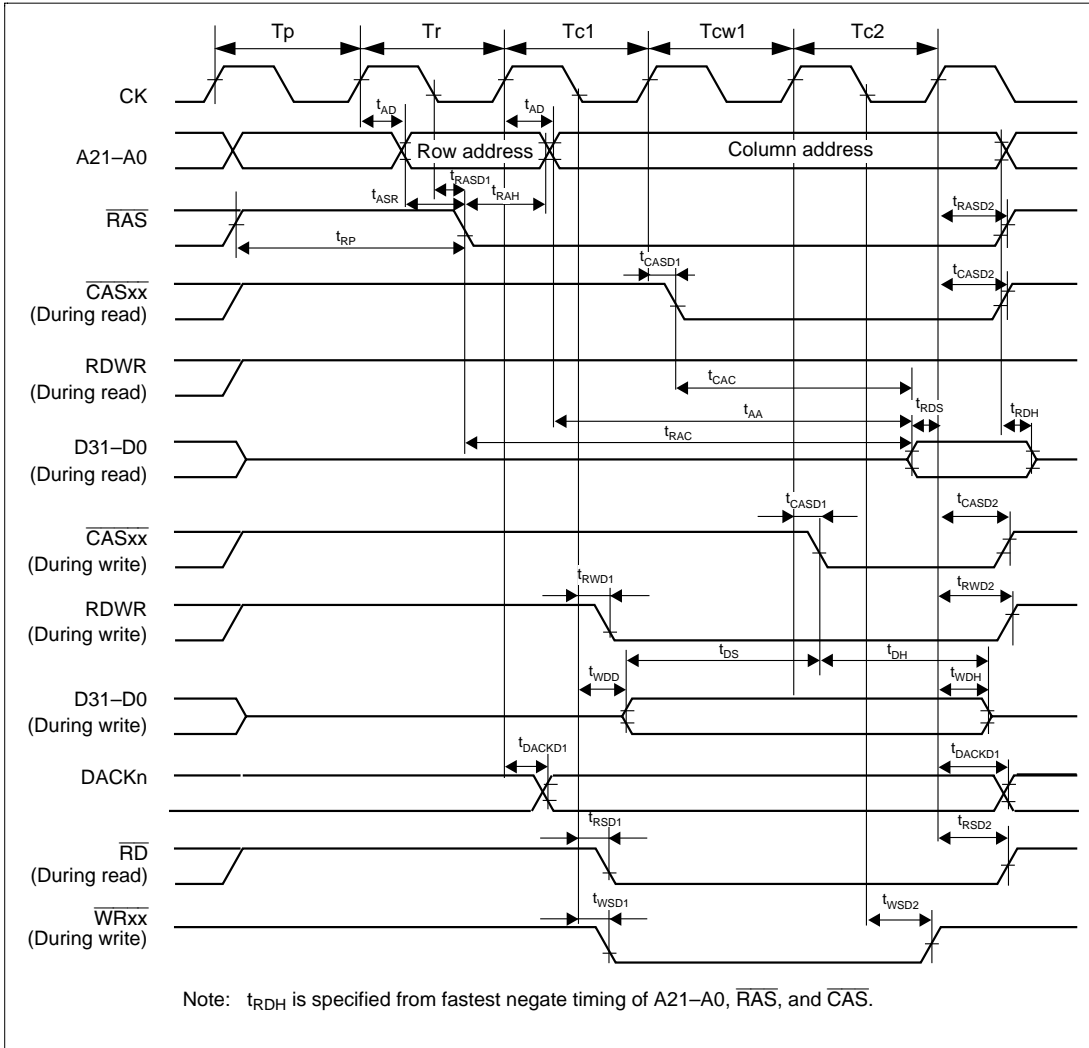 Tp Tr Tc1 Tcw1 Tc2
CK
tAD tAD
A21–A0 Row address Column address
tRASD1
tASR tRAH
RAS tRASD2
tRP
tCASD1 tCASD2
CASxx
(During read)
RDWR
(During read)
tCAC
tRDS
tAA tRDH
tRAC
D31–D0
(During read)
tCASD1 tCASD2
CASxx
(During write)
tRWD1 tRWD2
RDWR
(During write)
tDS tDH
tWDD tWDH
D31–D0
(During write)
tDACKD1 tDACKD1
DACKn
tRSD1 tRSD2
RD
(During read)
tWSD1 tWSD2
WRxx
(During write)
Note: tRDH is specified from fastest negate timing of A21–A0, RAS, and CAS.